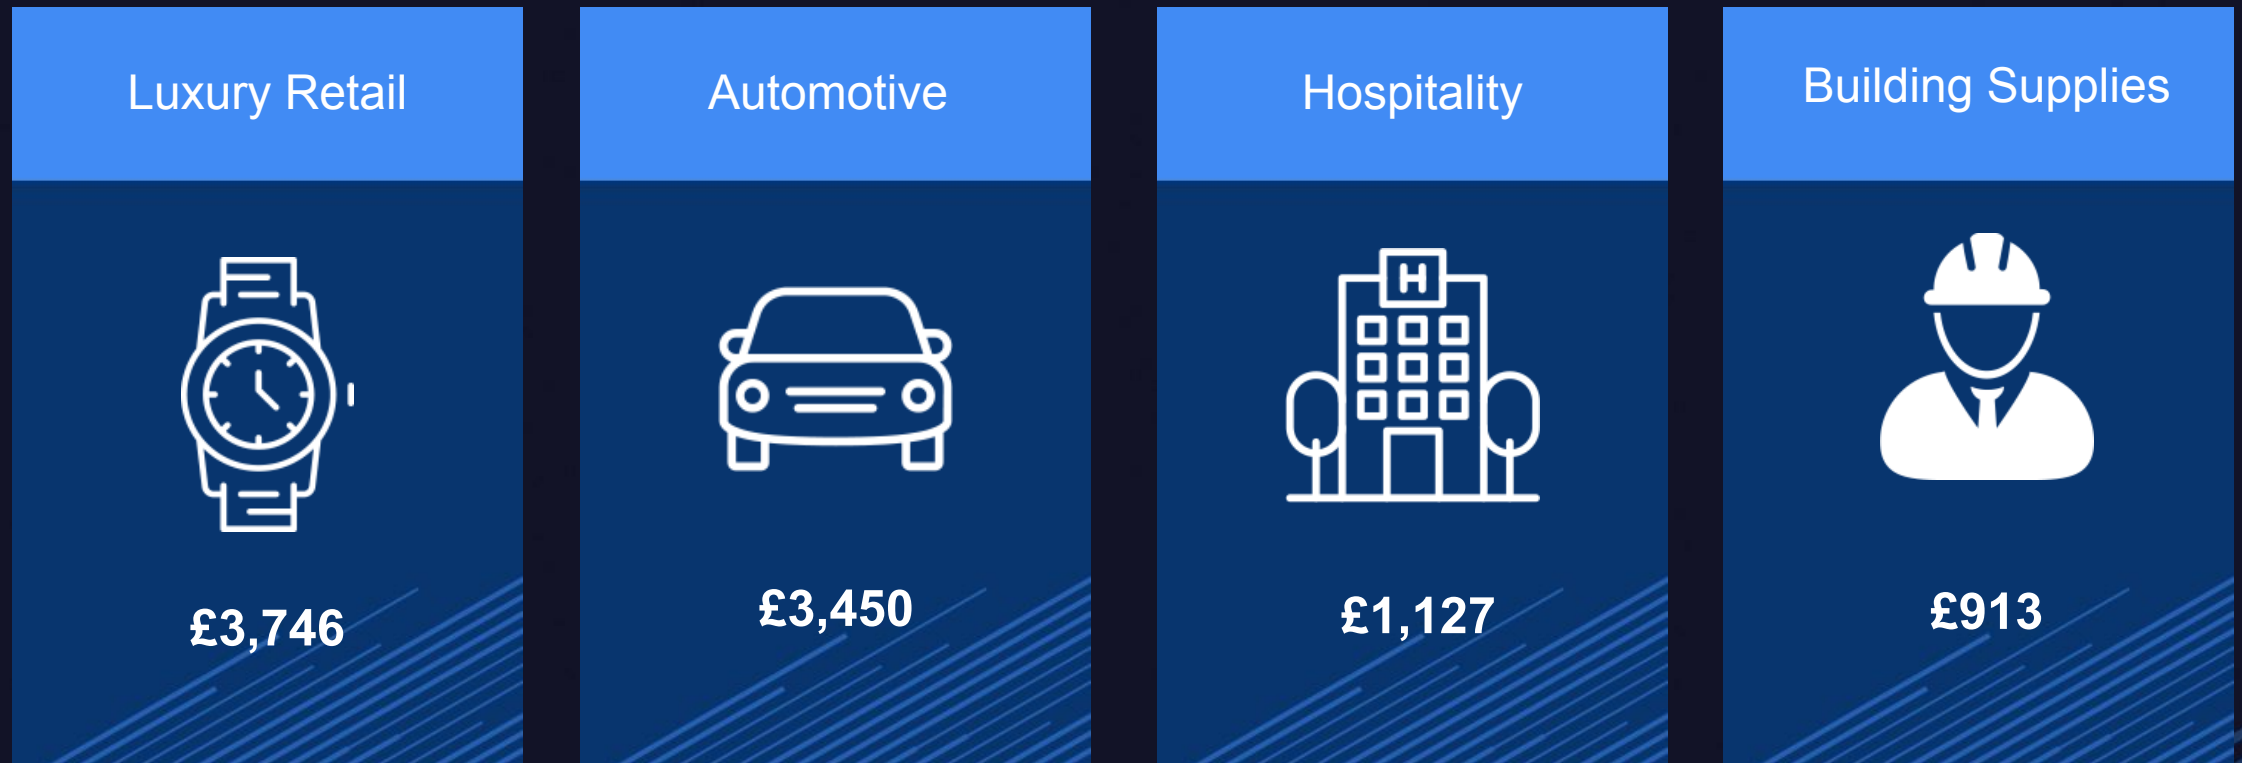 Luxury Retail
Automotive
Hospitality
Building Supplies
H
£3,746
£3,450
£1,127
£913